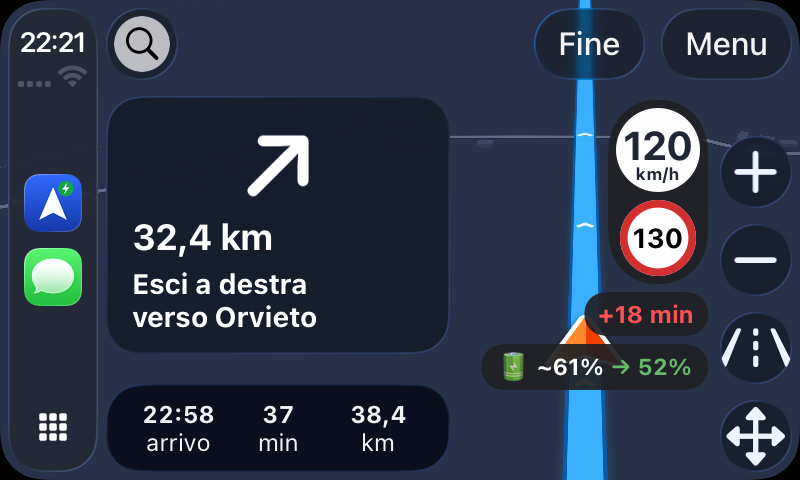 22:21
Fine
Menu
120
km/h
130
32,4 km
Esci a destra
verso Orvieto
+18 min
~61% → 52%
22:58 37 38,4
arrivo min km